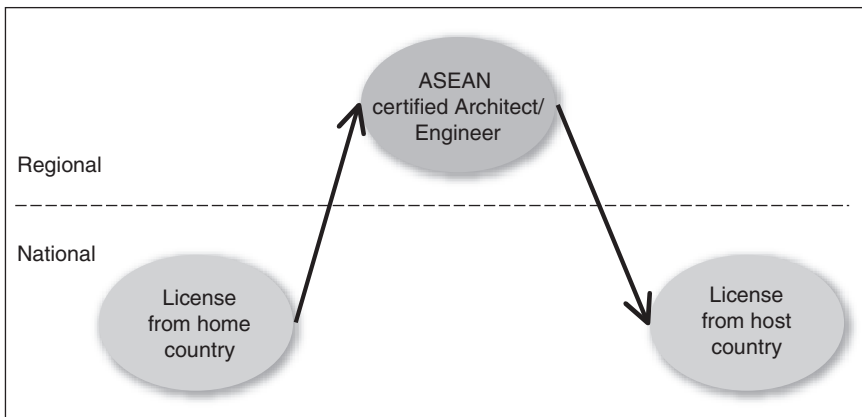 ASEAN
certified Architect/
Engineer
Regional
National
License
from home
country
License
from host
country